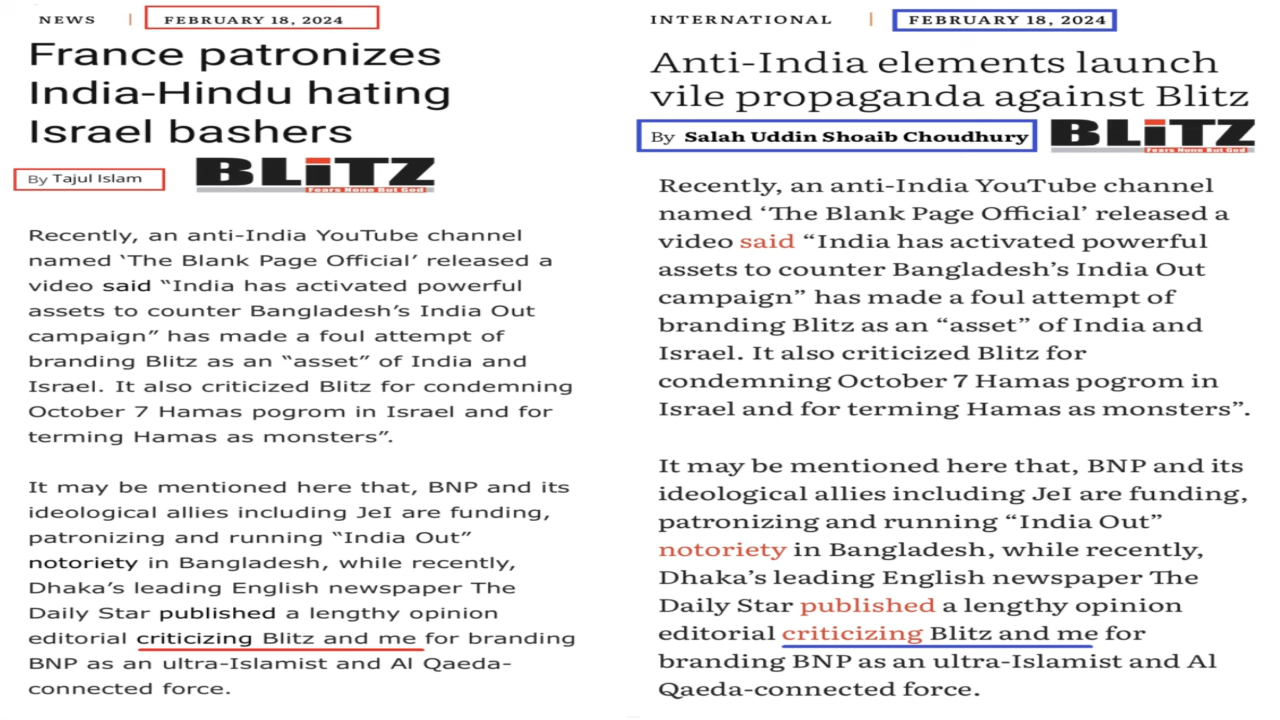 NEWS | FEBRUARY 18, 2024
France patronizes
India-Hindu hating
Israel bashers
By Tajul Islam
BLiTZ
Fears None But God
Recently, an anti-India YouTube channel
named ‘The Blank Page Official’ released a
video said “India has activated powerful
assets to counter Bangladesh’s India Out
campaign” has made a foul attempt of
branding Blitz as an “asset” of India and
Israel. It also criticized Blitz for condemning
October 7 Hamas pogrom in Israel and for
terming Hamas as monsters”.
It may be mentioned here that, BNP and its
ideological allies including JeI are funding,
patronizing and running “India Out”
notoriety in Bangladesh, while recently,
Dhaka’s leading English newspaper The
Daily Star published a lengthy opinion
editorial criticizing Blitz and me for branding
BNP as an ultra-Islamist and Al Qaeda-
connected force.
INTERNATIONAL | FEBRUARY 18, 2024
Anti-India elements launch
vile propaganda against Blitz
By Salah Uddin Shoaib Choudhury
BLiTZ
Fears None But God
Recently, an anti-India YouTube channel
named ‘The Blank Page Official’ released a
video said “India has activated powerful
assets to counter Bangladesh’s India Out
campaign” has made a foul attempt of
branding Blitz as an “asset” of India and
Israel. It also criticized Blitz for
condemning October 7 Hamas pogrom in
Israel and for terming Hamas as monsters”.
It may be mentioned here that, BNP and its
ideological allies including JeI are funding,
patronizing and running “India Out”
notoriety in Bangladesh, while recently,
Dhaka’s leading English newspaper The
Daily Star published a lengthy opinion
editorial criticizing Blitz and me for
branding BNP as an ultra-Islamist and Al
Qaeda-connected force.